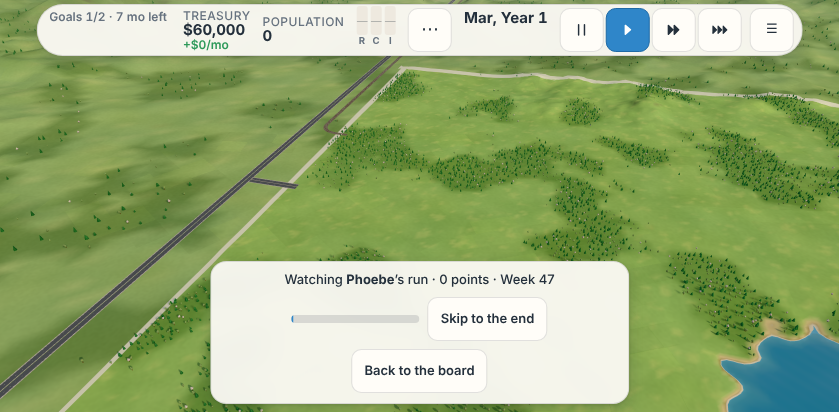 Goals 1/2 · 7 mo left
TREASURY
$60,000
+$0/mo
POPULATION
0
R C I
...
Mar, Year 1
Watching Phoebe's run · 0 points · Week 47
Skip to the end
Back to the board